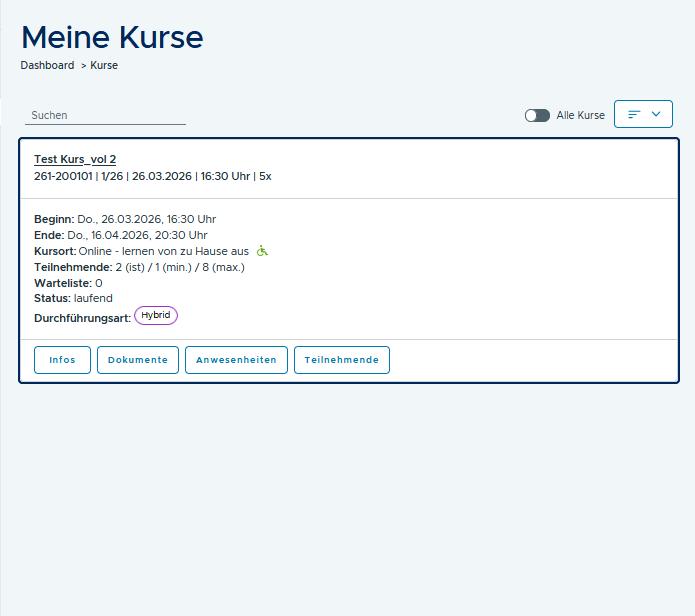 Meine Kurse
Dashboard > Kurse
Suchen
Alle Kurse
Test Kurs_vol 2
261-200101 | 1/26 | 26.03.2026 | 16:30 Uhr | 5x
Beginn: Do., 26.03.2026, 16:30 Uhr
Ende: Do., 16.04.2026, 20:30 Uhr
Kursort: Online - lernen von zu Hause aus
Teilnehmende: 2 (ist) / 1 (min.) / 8 (max.)
Warteliste: 0
Status: laufend
Durchführungsart: Hybrid
Infos Dokumente Anwesenheiten Teilnehmende